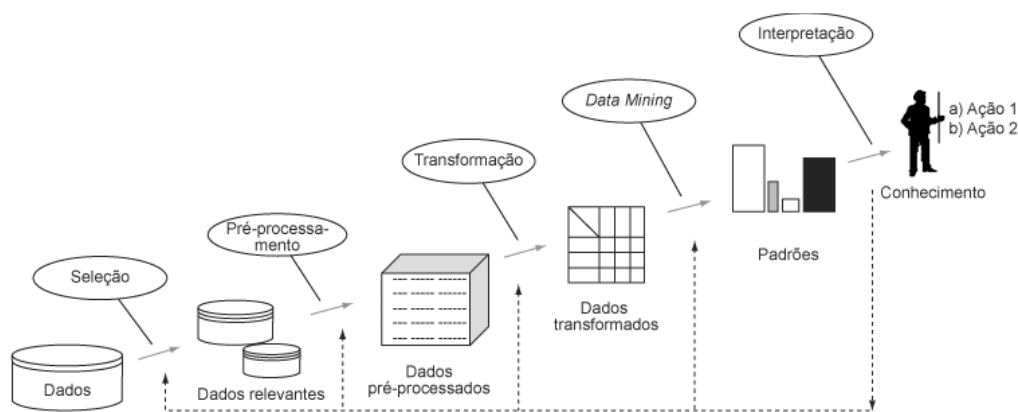 Interpretação
a) Ação 1
b) Ação 2
Conhecimento
Data Mining
Padrões
Transformação
Dados
transformados
Pré-processa-
mento
Dados
pré-processados
Seleção
Dados relevantes
Dados